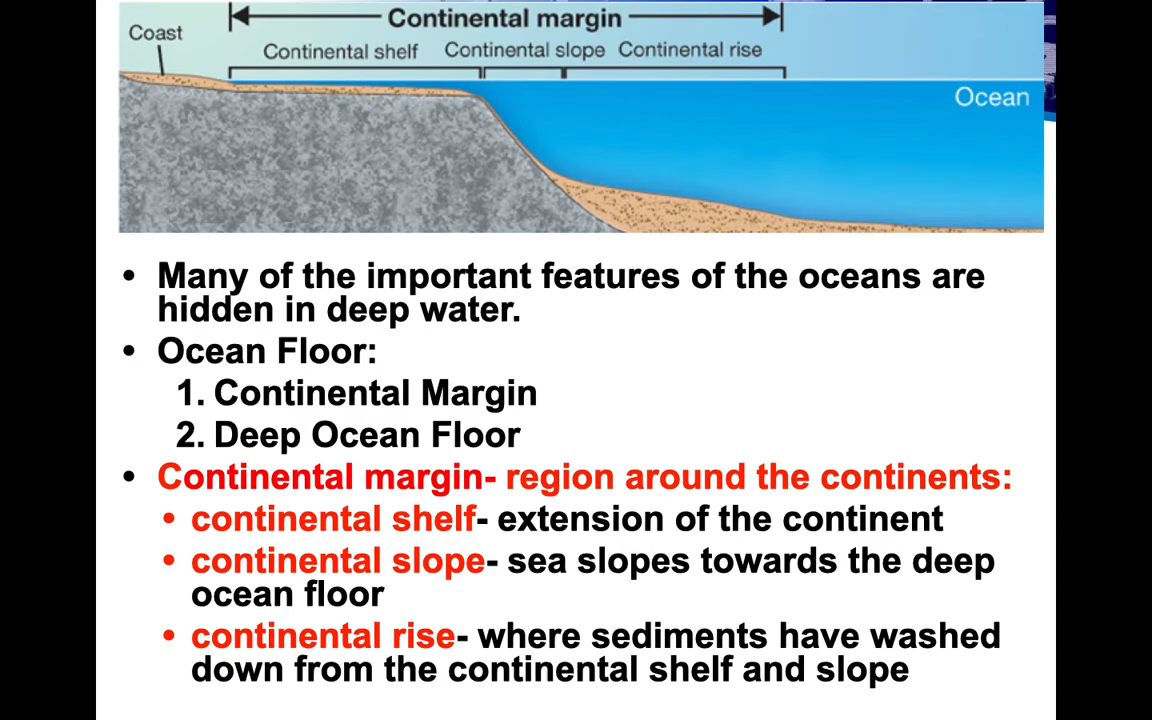 Continental margin
Coast
Continental shelf Continental slope Continental rise
Ocean
• Many of the important features of the oceans are
hidden in deep water.
• Ocean Floor:
1. Continental Margin
2. Deep Ocean Floor
• Continental margin- region around the continents:
• continental shelf- extension of the continent
• continental slope- sea slopes towards the deep
ocean floor
• continental rise- where sediments have washed
down from the continental shelf and slope